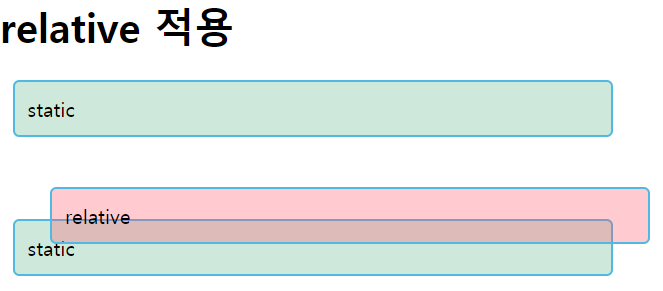 relative 적용
static
relative
static